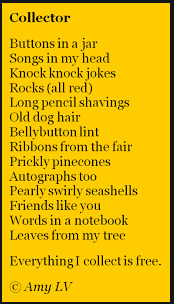 Collector
Buttons in a jar
Songs in my head
Knock knock jokes
Rocks (all red)
Long pencil shavings
Old dog hair
Bellybutton lint
Ribbons from the fair
Prickly pinecones
Autographs too
Pearly swirly seashells
Friends like you
Words in a notebook
Leaves from my tree
Everything I collect is free.
© Amy LV